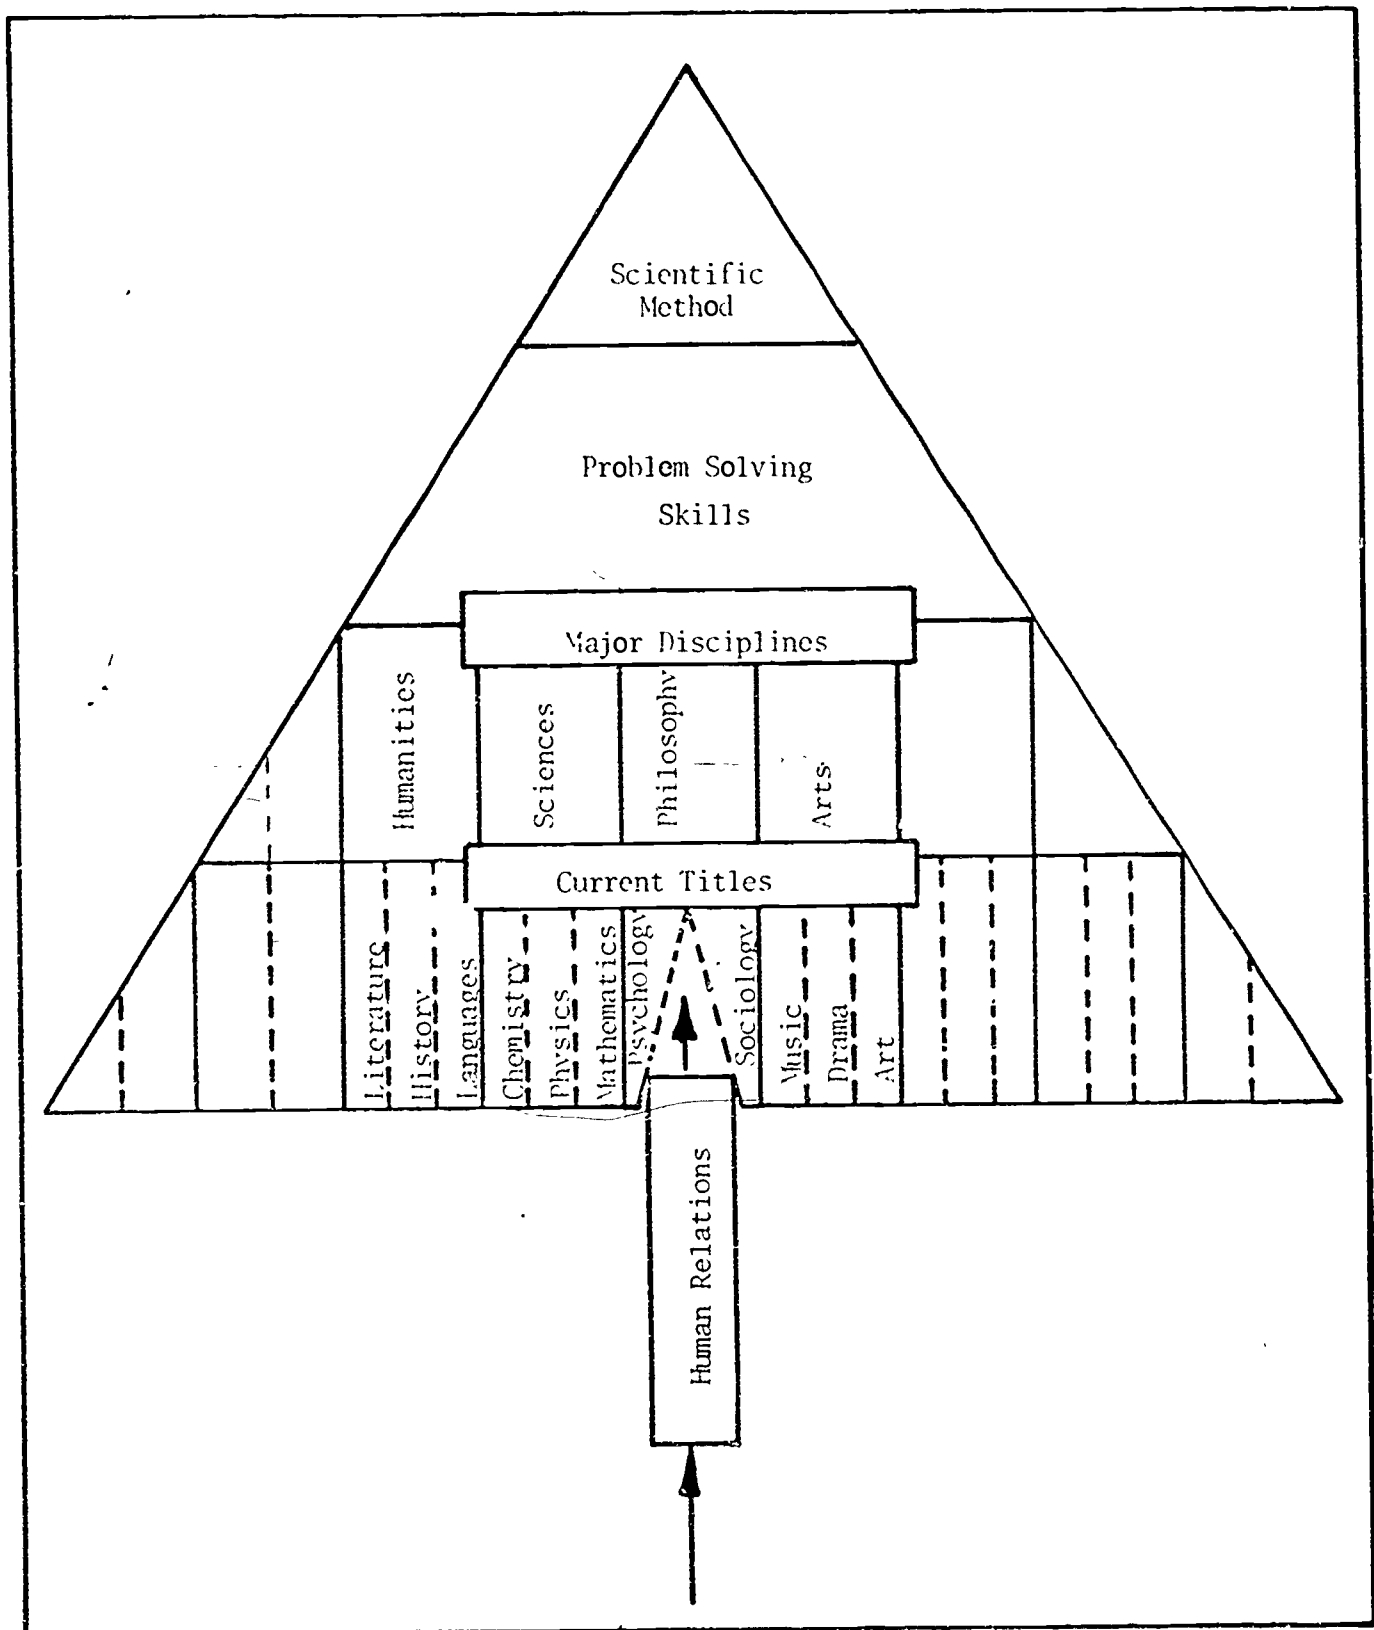 Scientific
Method
Problem Solving
Skills
Major Disciplines
Humanities
Sciences
Philosophy
Arts
Current Titles
Literature
History
Languages
Chemistry
Physics
Mathematics
Psychology
Sociology
Music
Drama
Art
Human Relations